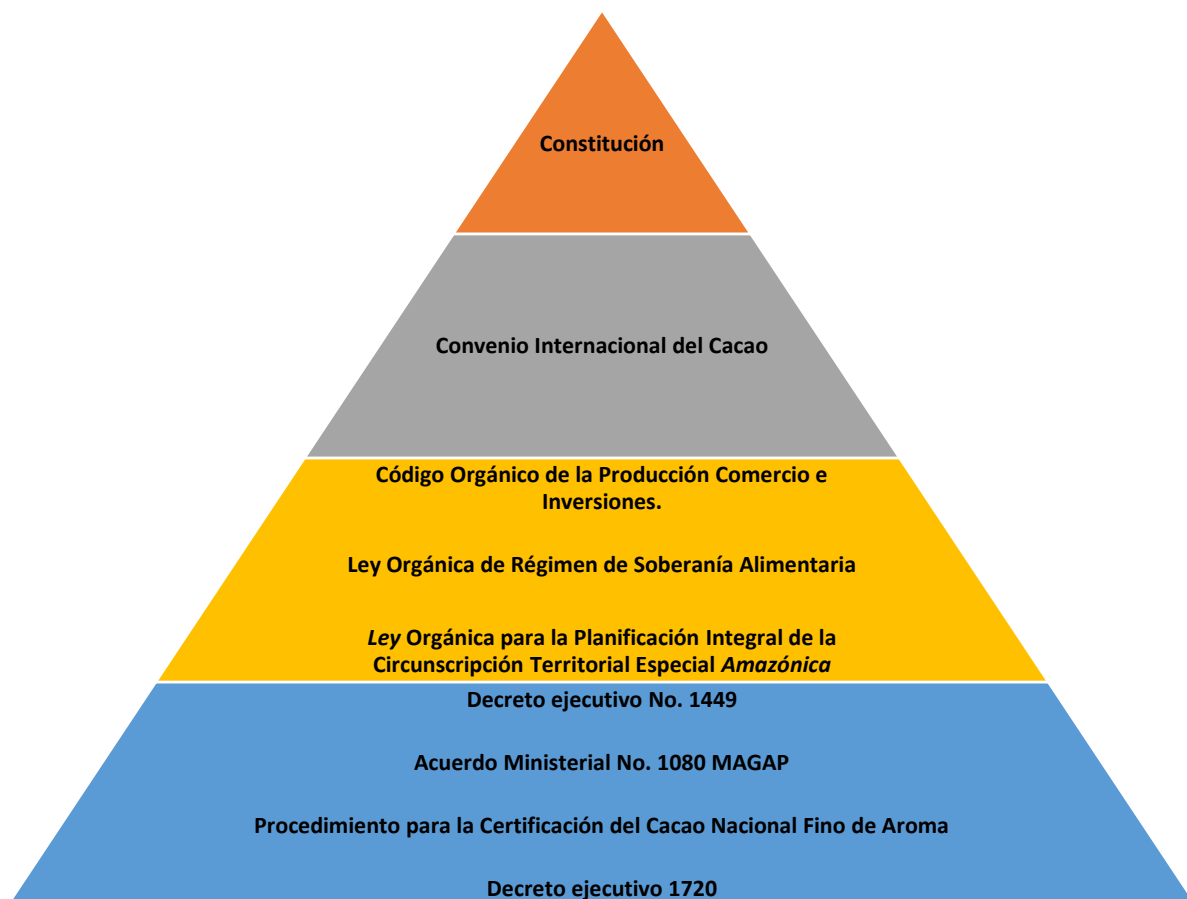 Constitución
Convenio Internacional del Cacao
Código Orgánico de la Producción Comercio e
Inversiones.
Ley Orgánica de Régimen de Soberanía Alimentaria
Ley Orgánica para la Planificación Integral de la
Circunscripción Territorial Especial Amazónica
Decreto ejecutivo No. 1449
Acuerdo Ministerial No. 1080 MAGAP
Procedimiento para la Certificación del Cacao Nacional Fino de Aroma
Decreto ejecutivo 1720